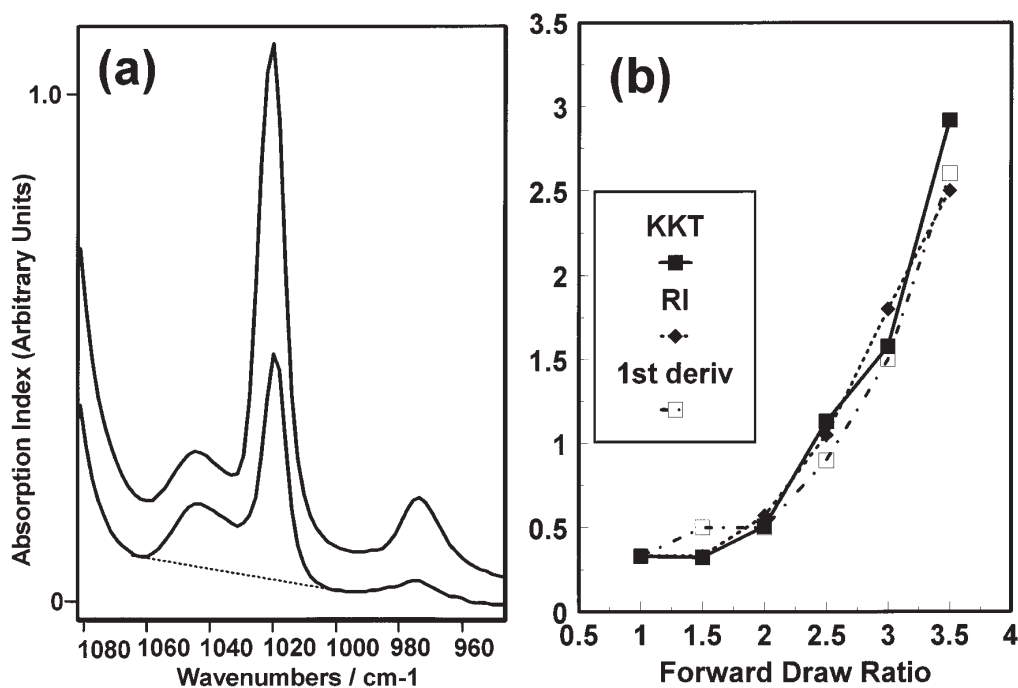 (a)
1.0
0
Absorption Index (Arbitrary Units)
1080 1060 1040 1020 1000 980 960
Wavenumbers / cm-1
(b)
3.5
3
2.5
2
1.5
1
0.5
0
KKT
RI
1st deriv
0.5 1 1.5 2 2.5 3 3.5 4
Forward Draw Ratio